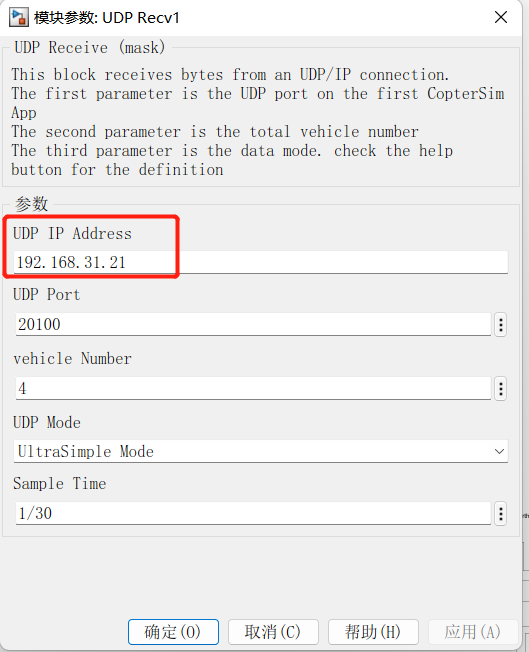 模块参数: UDP Recv1
UDP Receive (mask)
This block receives bytes from an UDP/IP connection.
The first parameter is the UDP port on the first CopterSim
App
The second parameter is the total vehicle number
The third parameter is the data mode. check the help
button for the definition
参数
UDP IP Address
192.168.31.21
UDP Port
20100
vehicle Number
4
UDP Mode
UltraSimple Mode
Sample Time
1/30
确定(O) 取消(C) 帮助(H) 应用(A)